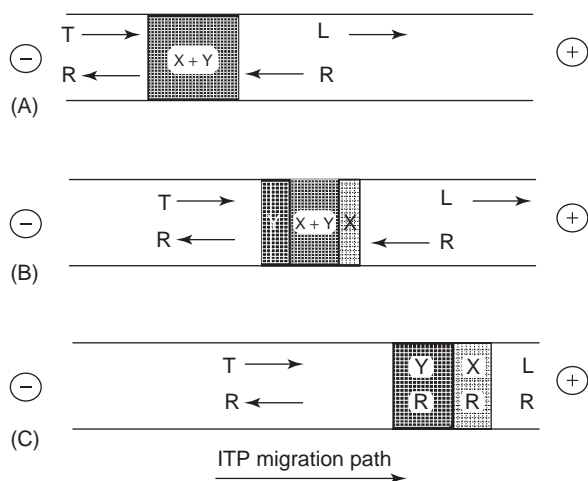 T L
− X + Y +
R R
(A)
T L
− Y X + Y X +
R R
(B)
T Y X L
− +
R R R R
(C)
ITP migration path